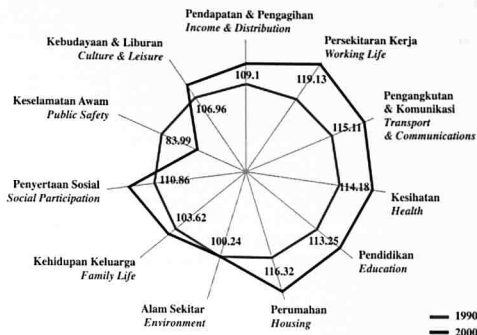 Pendapatan & Pengagihan
Income & Distribution
109.1
Persekitaran Kerja
Working Life
119.13
Pengangkutan
& Komunikasi
Transport
& Communications
115.11
Kesihatan
Health
114.18
Pendidikan
Education
113.25
Perumahan
Housing
116.32
Alam Sekitar
Environment
100.24
Kehidupan Keluarga
Family Life
103.62
Penyertaan Sosial
Social Participation
110.86
Keselamatan Awam
Public Safety
83.99
Kebudayaan & Liburan
Culture & Leisure
106.96
1990
2000